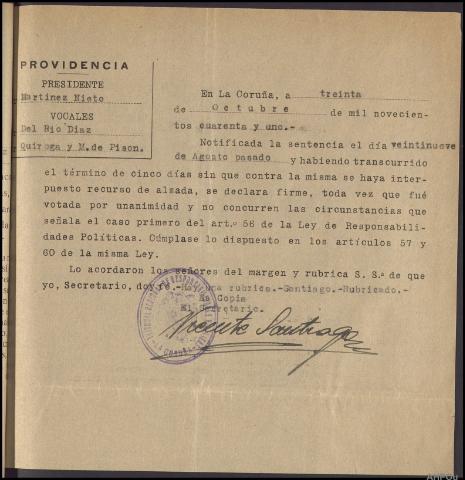 PROVIDENCIA
PRESIDENTE
Martinez Nieto
VOCALES
Del Rio Diaz
Quiroga y M. de Pison.
En La Coruña, a treinta
de Octubre de mil novecien-
tos cuarenta y uno.-
Notificada la sentencia el día veintinueve
de Agosto pasado y habiendo transcurrido
el término de cinco días sin que contra la misma se haya inter-
puesto recurso de alzada, se declara firme, toda vez que fué
votada por unanimidad y no concurren las circunstancias que
señala el caso primero del art.º 56 de la Ley de Responsabili-
dades Políticas. Cúmplase lo dispuesto en los artículos 57 y
60 de la misma Ley.
Lo acordaron los señores del margen y rubrica S. S.ª de que
yo, Secretario, doy fe.-Hay una rubrica.-Santiago.-Rubricado.-
Es Copia
El Secretario.
Vicente Santiago
CORUÑA
AHPOu